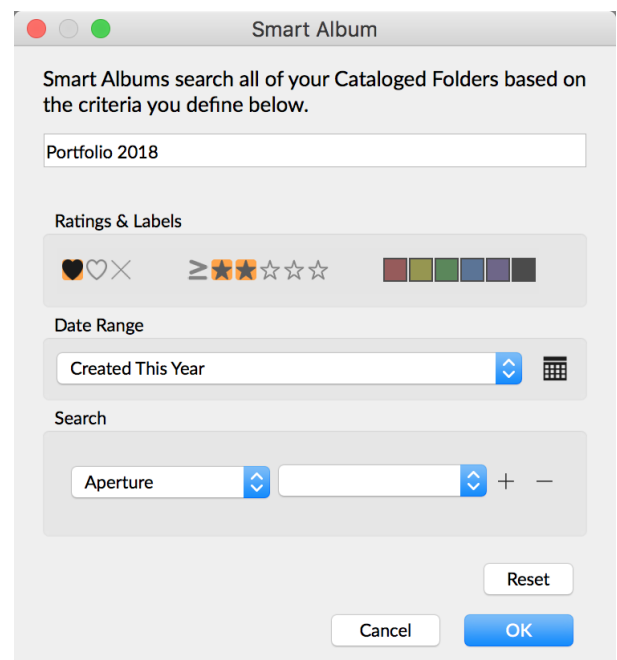 Smart Album
Smart Albums search all of your Cataloged Folders based on
the criteria you define below.
Portfolio 2018
Ratings & Labels
≥
Date Range
Created This Year
Search
Aperture
+ −
Reset
Cancel OK